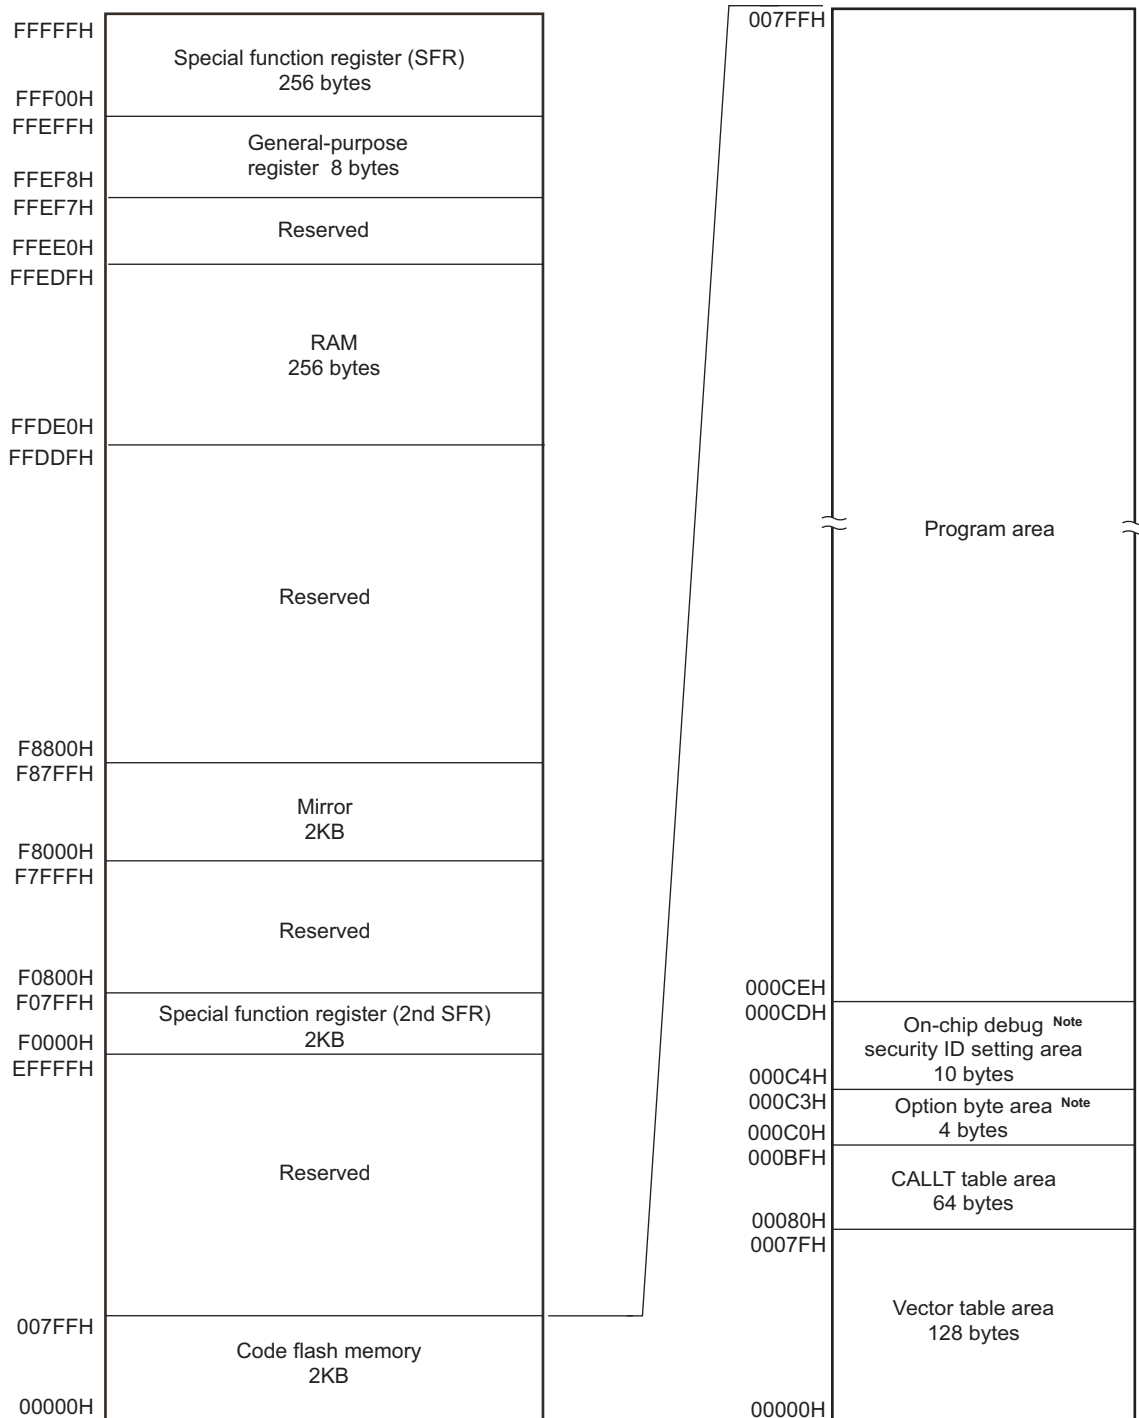 FFFFFH
Special function register (SFR)
256 bytes
FFF00H
FFEFFH
General-purpose
register 8 bytes
FFEF8H
FFEF7H
Reserved
FFEE0H
FFEDFH
RAM
256 bytes
FFDE0H
FFDDFH
Reserved
F8800H
F87FFH
Mirror
2KB
F8000H
F7FFFH
Reserved
F0800H
F07FFH
Special function register (2nd SFR)
2KB
F0000H
EFFFFH
Reserved
007FFH
Code flash memory
2KB
00000H
007FFH
Program area
000CEH
000CDH
On-chip debug Note
security ID setting area
10 bytes
000C4H
000C3H
Option byte area Note
4 bytes
000C0H
000BFH
CALLT table area
64 bytes
00080H
0007FH
Vector table area
128 bytes
00000H